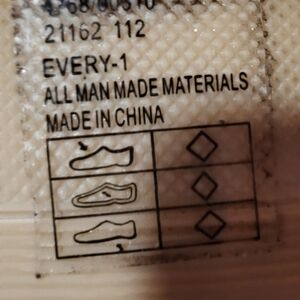 21162 112
EVERY-1
ALL MAN MADE MATERIALS
MADE IN CHINA